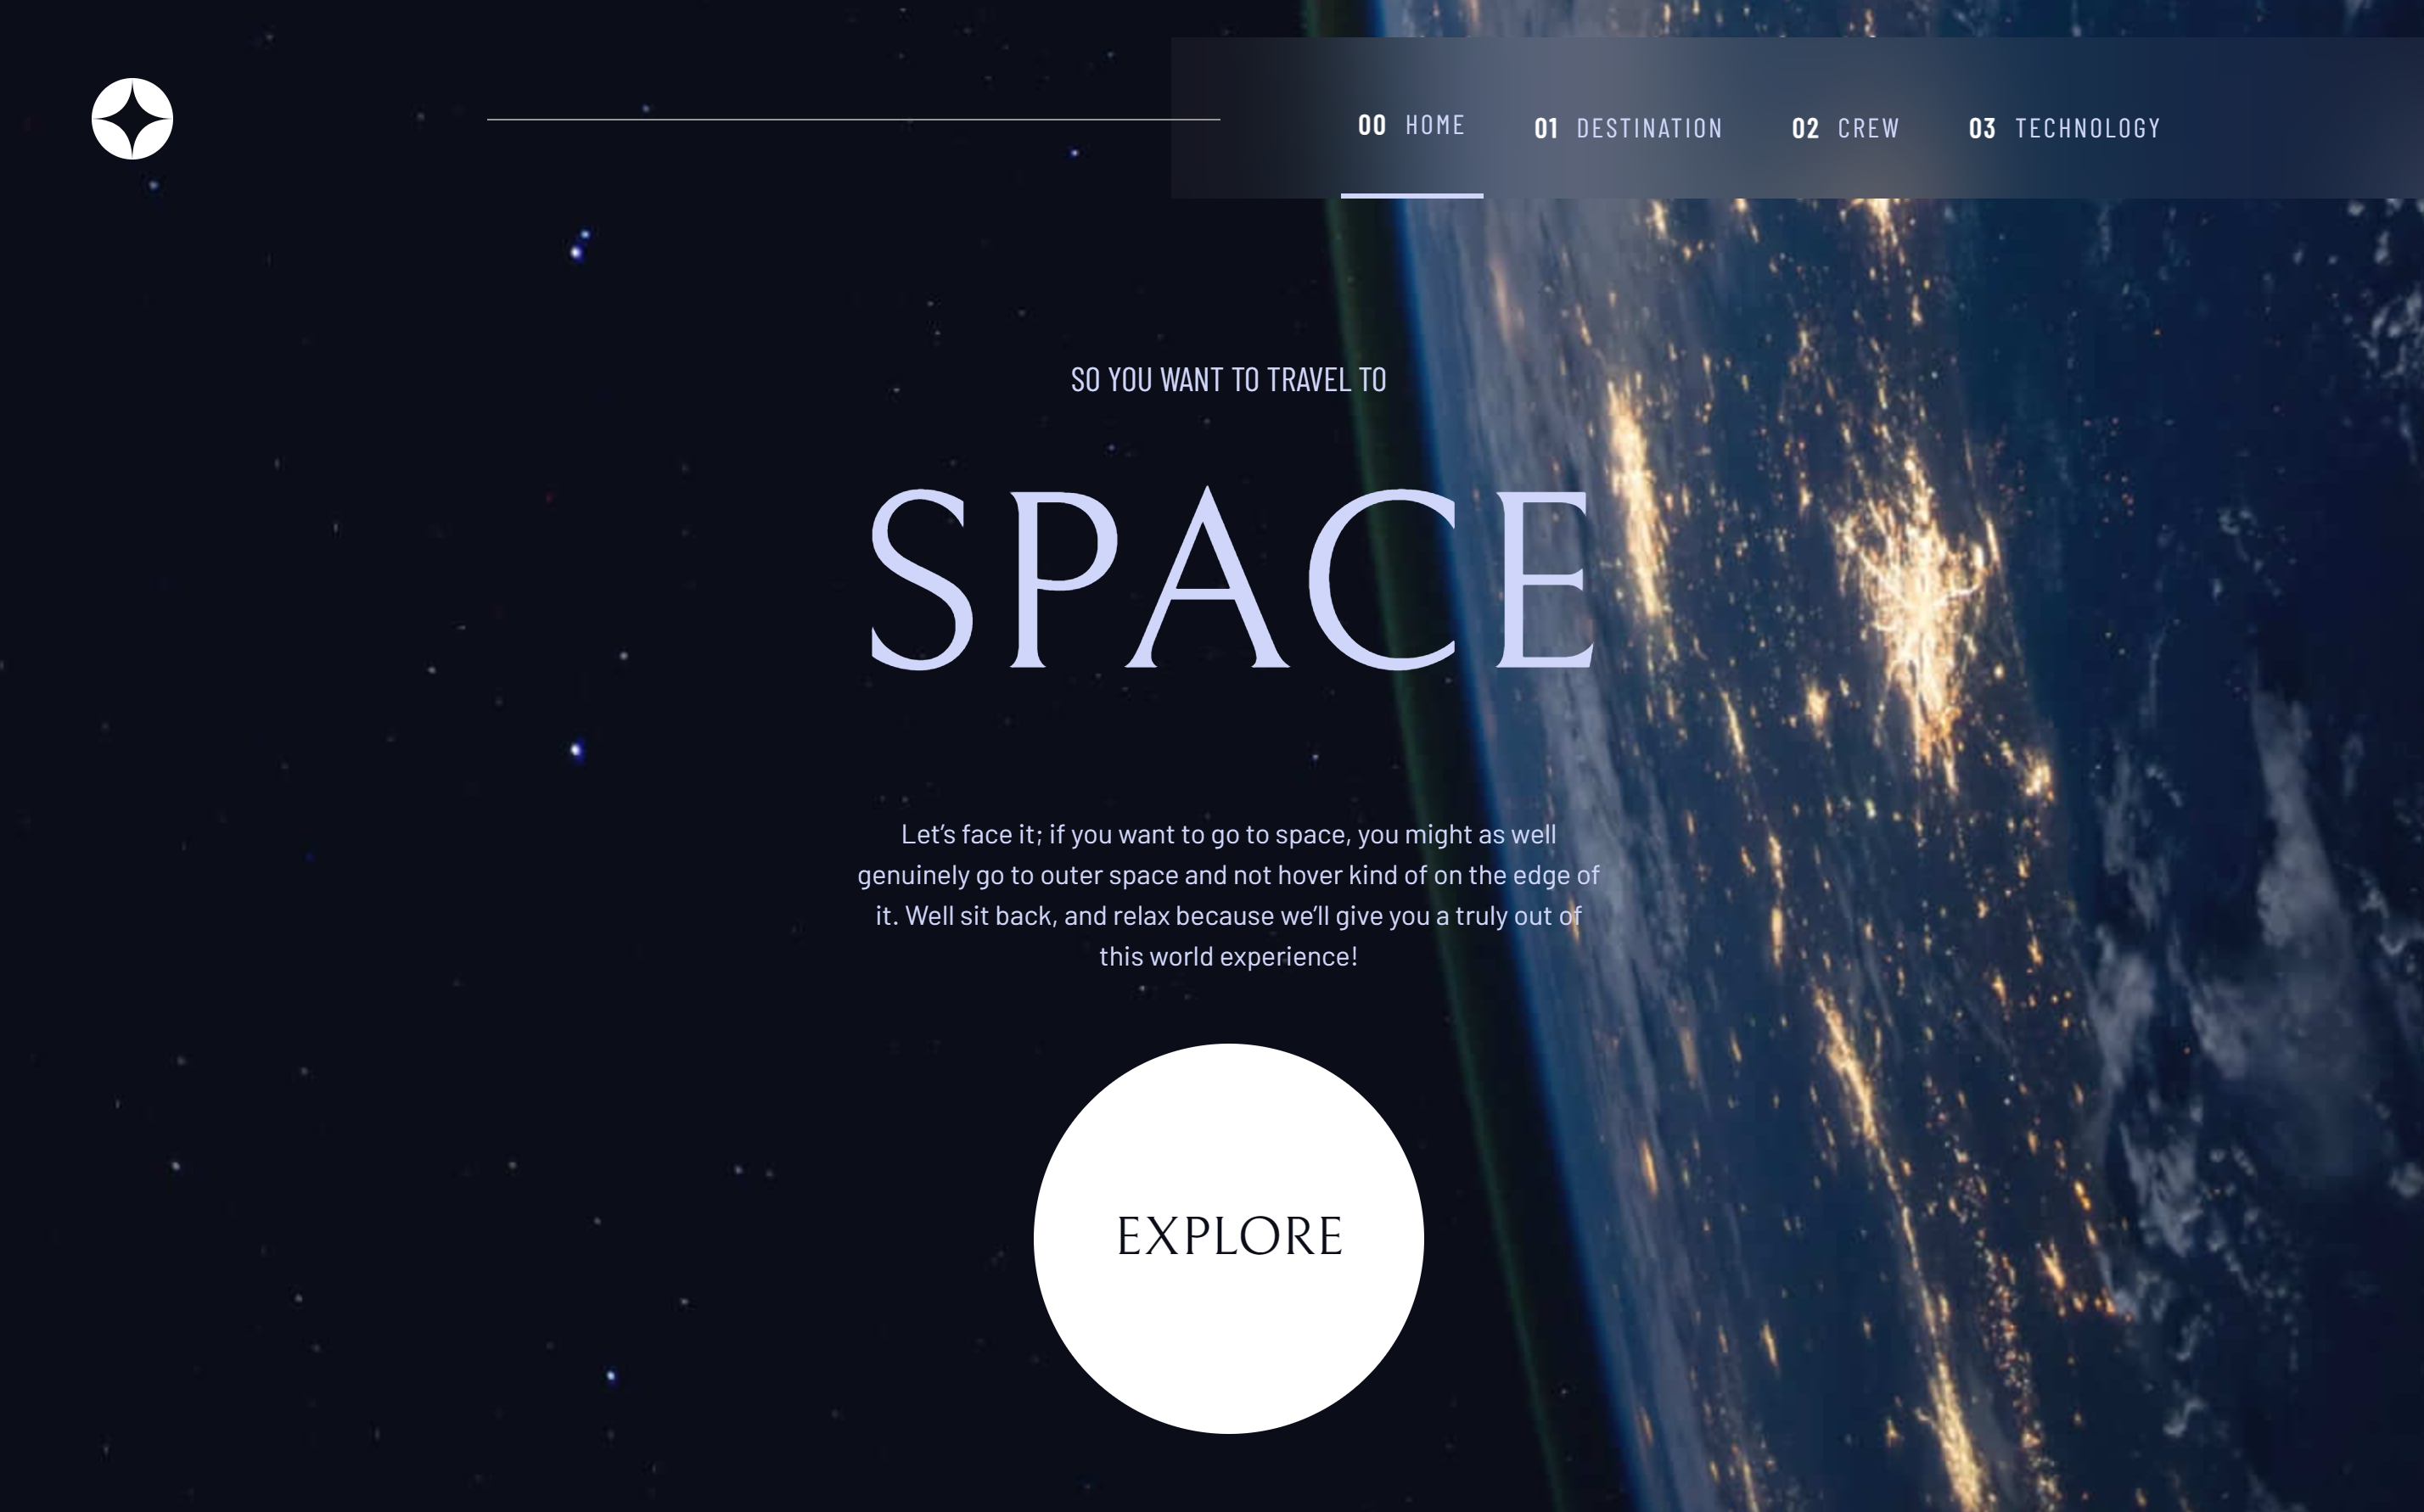 00 HOME 01 DESTINATION 02 CREW 03 TECHNOLOGY
SO YOU WANT TO TRAVEL TO
SPACE
Let’s face it; if you want to go to space, you might as well
genuinely go to outer space and not hover kind of on the edge of
it. Well sit back, and relax because we’ll give you a truly out of
this world experience!
EXPLORE